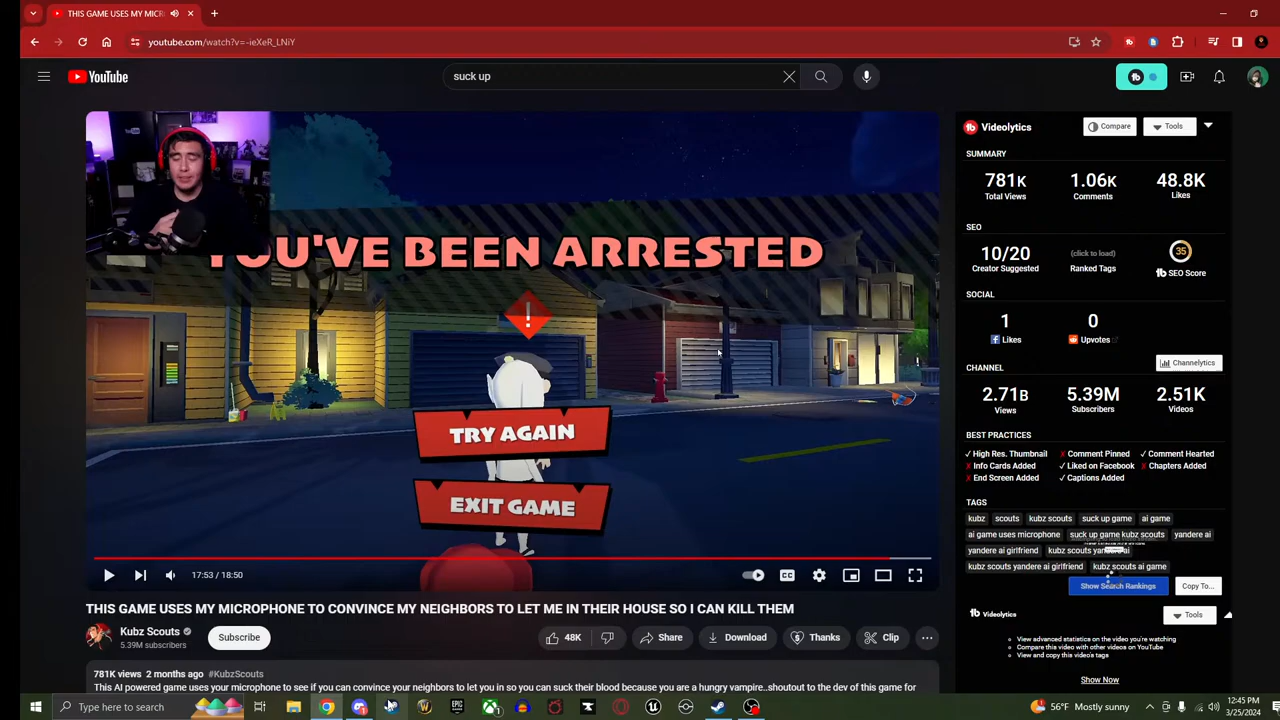 THIS GAME USES MY MICR
youtube.com/watch?v=-ieXeR_LNiY
YouTube
suck up
YOU'VE BEEN ARRESTED
!
TRY AGAIN
EXIT GAME
17:53 / 18:50
CC
THIS GAME USES MY MICROPHONE TO CONVINCE MY NEIGHBORS TO LET ME IN THEIR HOUSE SO I CAN KILL THEM
Kubz Scouts
5.39M subscribers
Subscribe
48K
Share
Download
Thanks
Clip
781K views 2 months ago #KubzScouts
This AI powered game uses your microphone to see if you can convince your neighbors to let you in so you can suck their blood because you are a hungry vampire..shoutout to the dev of this game for
Videolytics
Compare
Tools
SUMMARY
781K 1.06K 48.8K
Total Views Comments Likes
SEO
10/20 (click to load) 35
Creator Suggested Ranked Tags tb SEO Score
SOCIAL
1 0
Likes Upvotes
Channelytics
CHANNEL
2.71B 5.39M 2.51K
Views Subscribers Videos
BEST PRACTICES
✓ High Res. Thumbnail ✗ Comment Pinned ✓ Comment Hearted
✗ Info Cards Added ✓ Liked on Facebook ✗ Chapters Added
✗ End Screen Added ✓ Captions Added
TAGS
kubz scouts kubz scouts suck up game ai game
ai game uses microphone suck up game kubz scouts yandere ai
yandere ai girlfriend kubz scouts yandere ai
kubz scouts yandere ai girlfriend kubz scouts ai game
Show Search Rankings Copy To...
Videolytics Tools
View advanced statistics on the video you're watching
Compare this video with other videos on YouTube
View and copy this video's tags
Show Now
Type here to search
56°F Mostly sunny
12:45 PM
3/25/2024